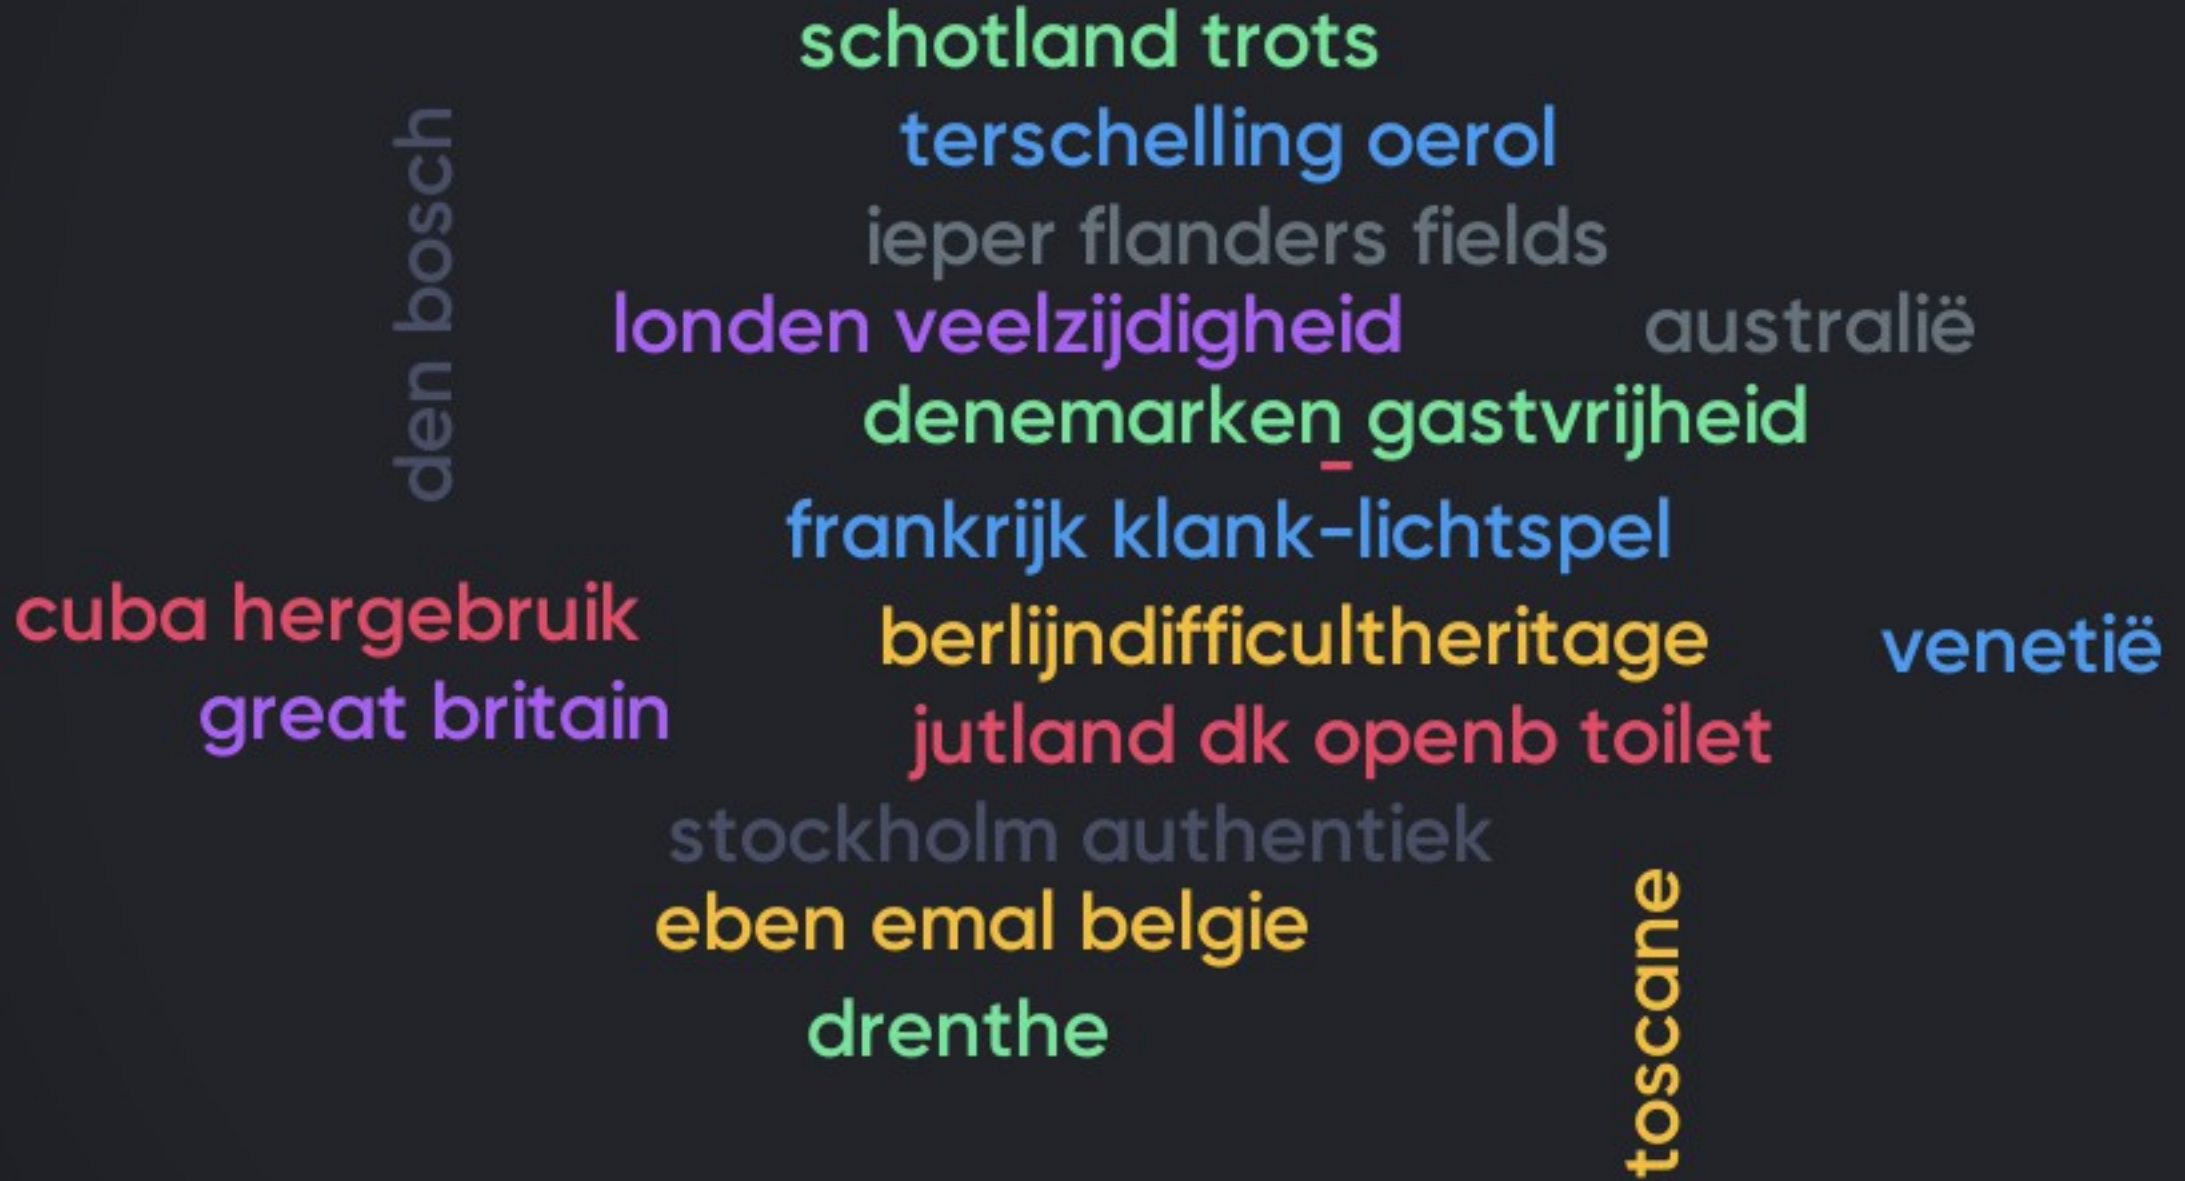 schotland trots
terschelling oerol
den bosch
ieper flanders fields
londen veelzijdigheid
australië
denemarken gastvrijheid
-
frankrijk klank-lichtspel
cuba hergebruik
berlijndifficultheritage
venetië
great britain
jutland dk openb toilet
stockholm authentiek
eben emal belgie
toscane
drenthe